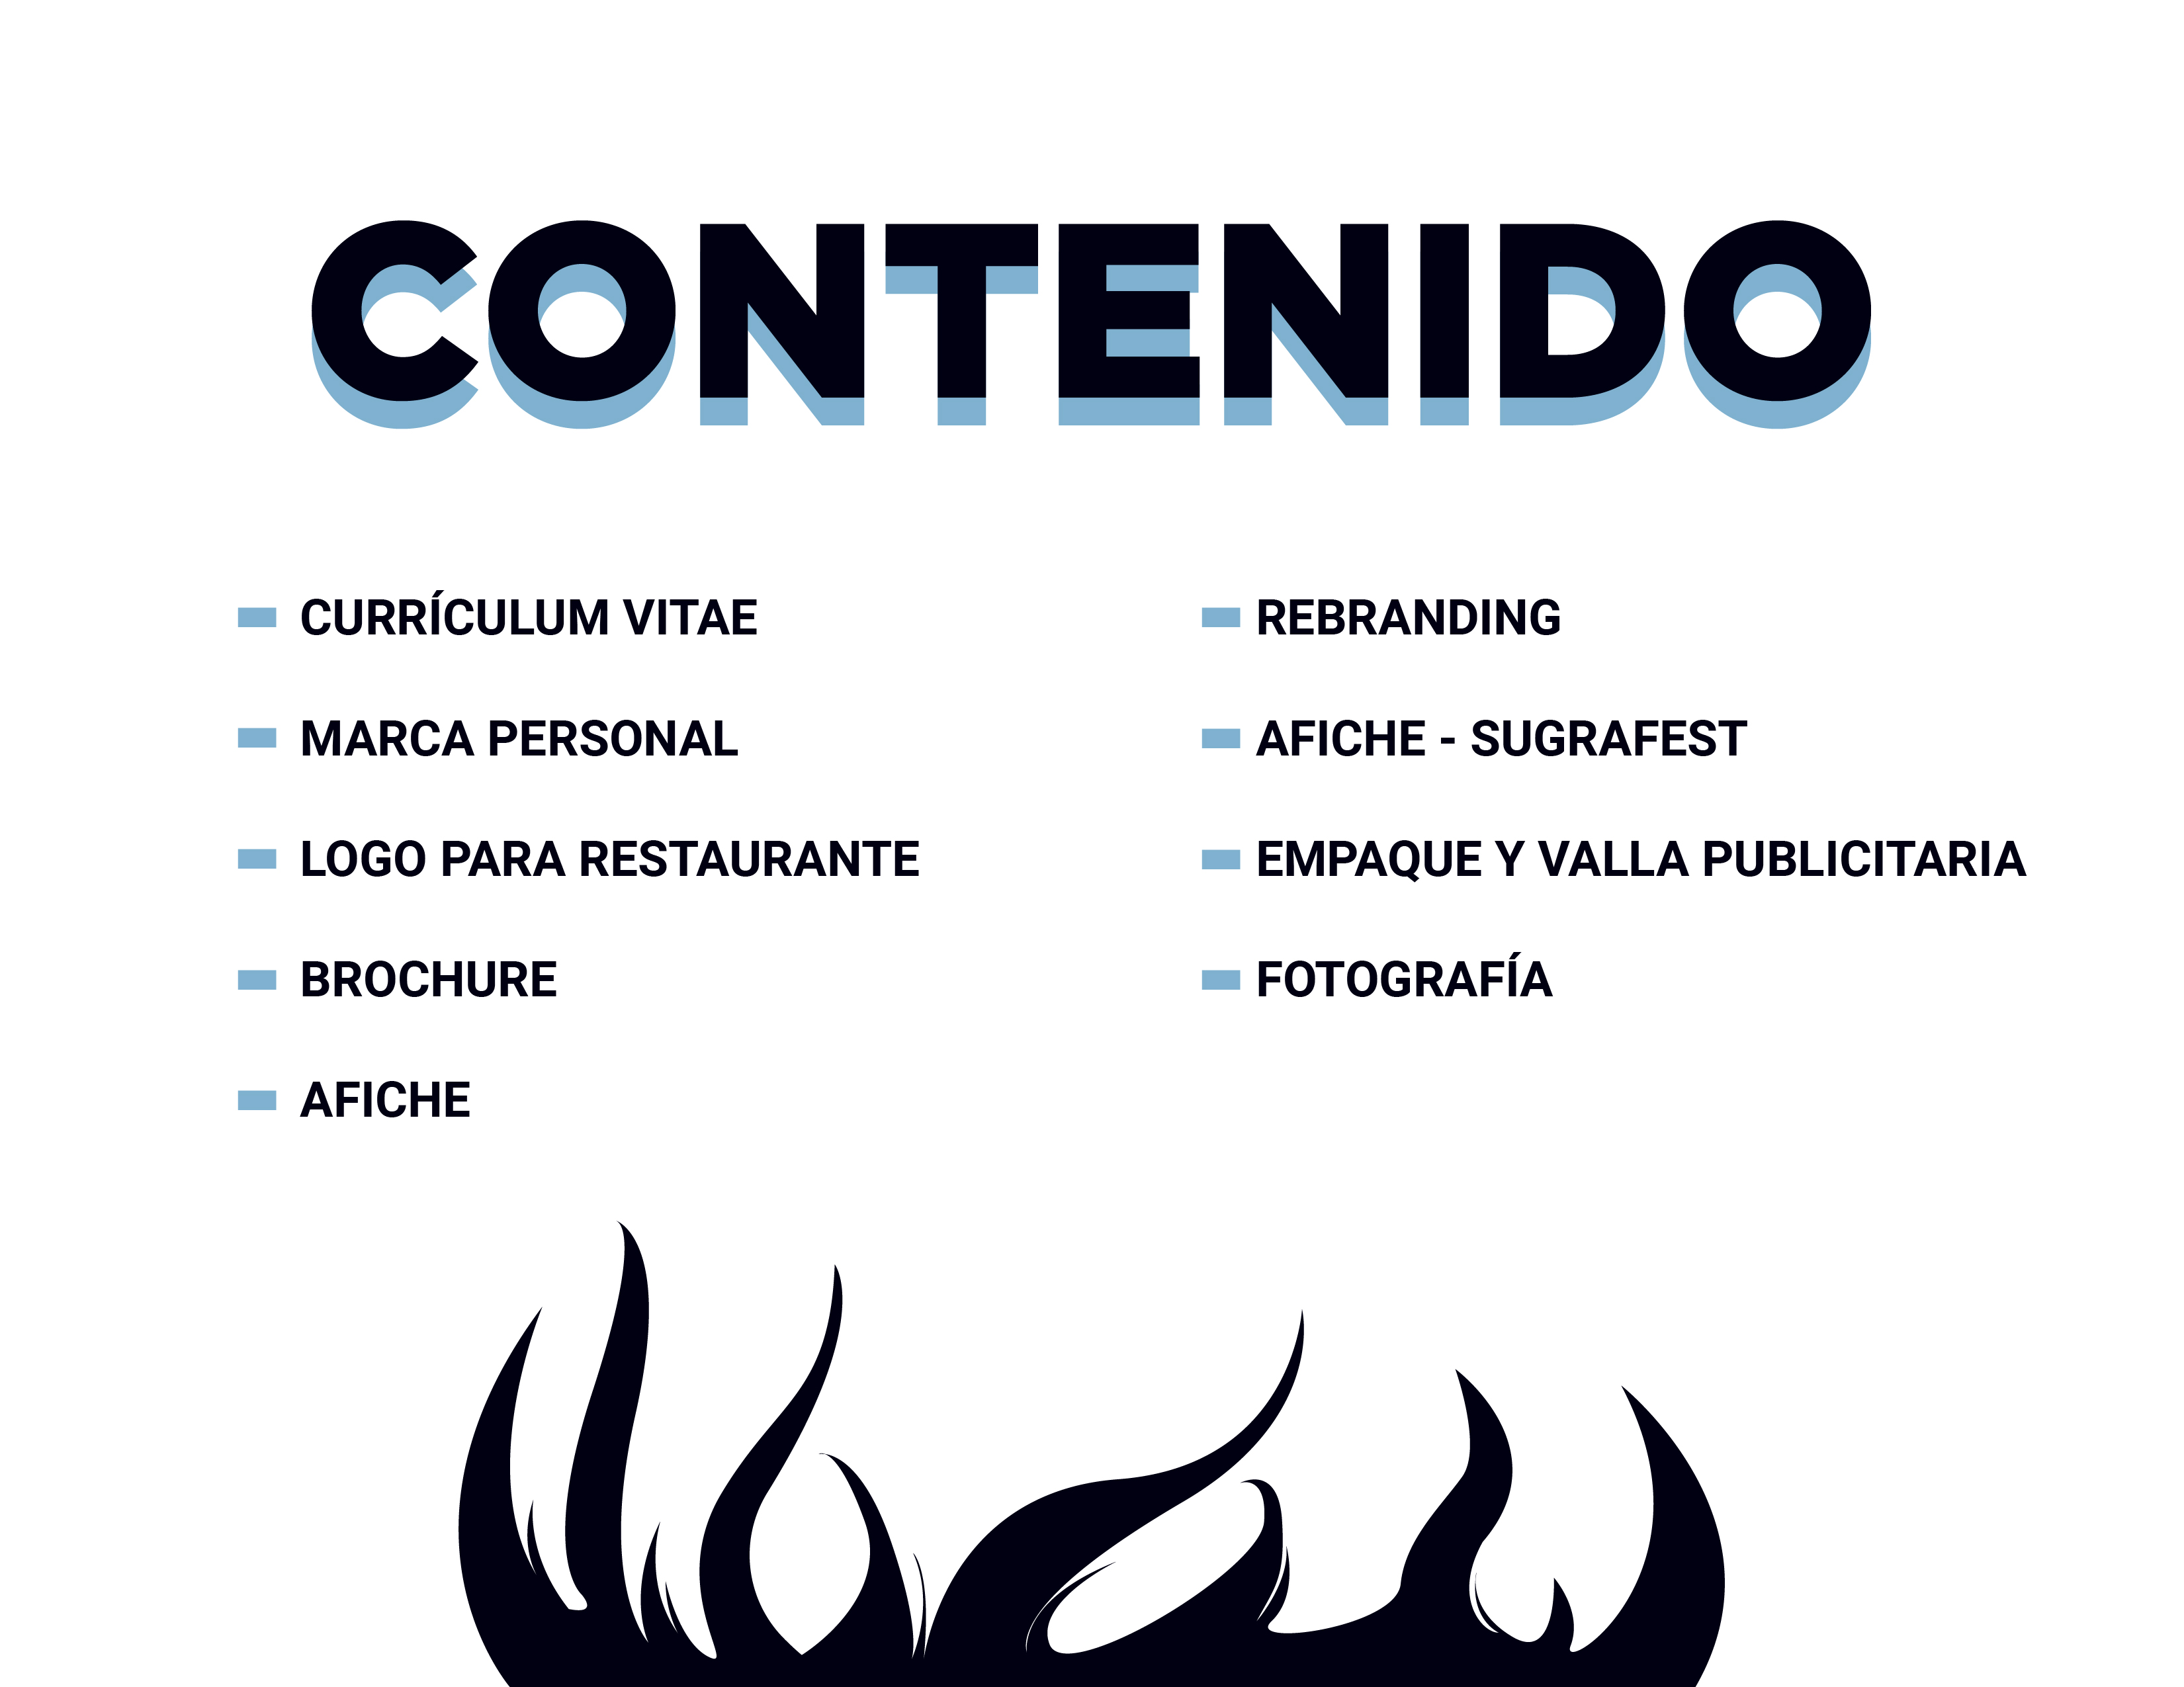 CONTENIDO
CURRÍCULUM VITAE
MARCA PERSONAL
LOGO PARA RESTAURANTE
BROCHURE
AFICHE
REBRANDING
AFICHE - SUGRAFEST
EMPAQUE Y VALLA PUBLICITARIA
FOTOGRAFÍA